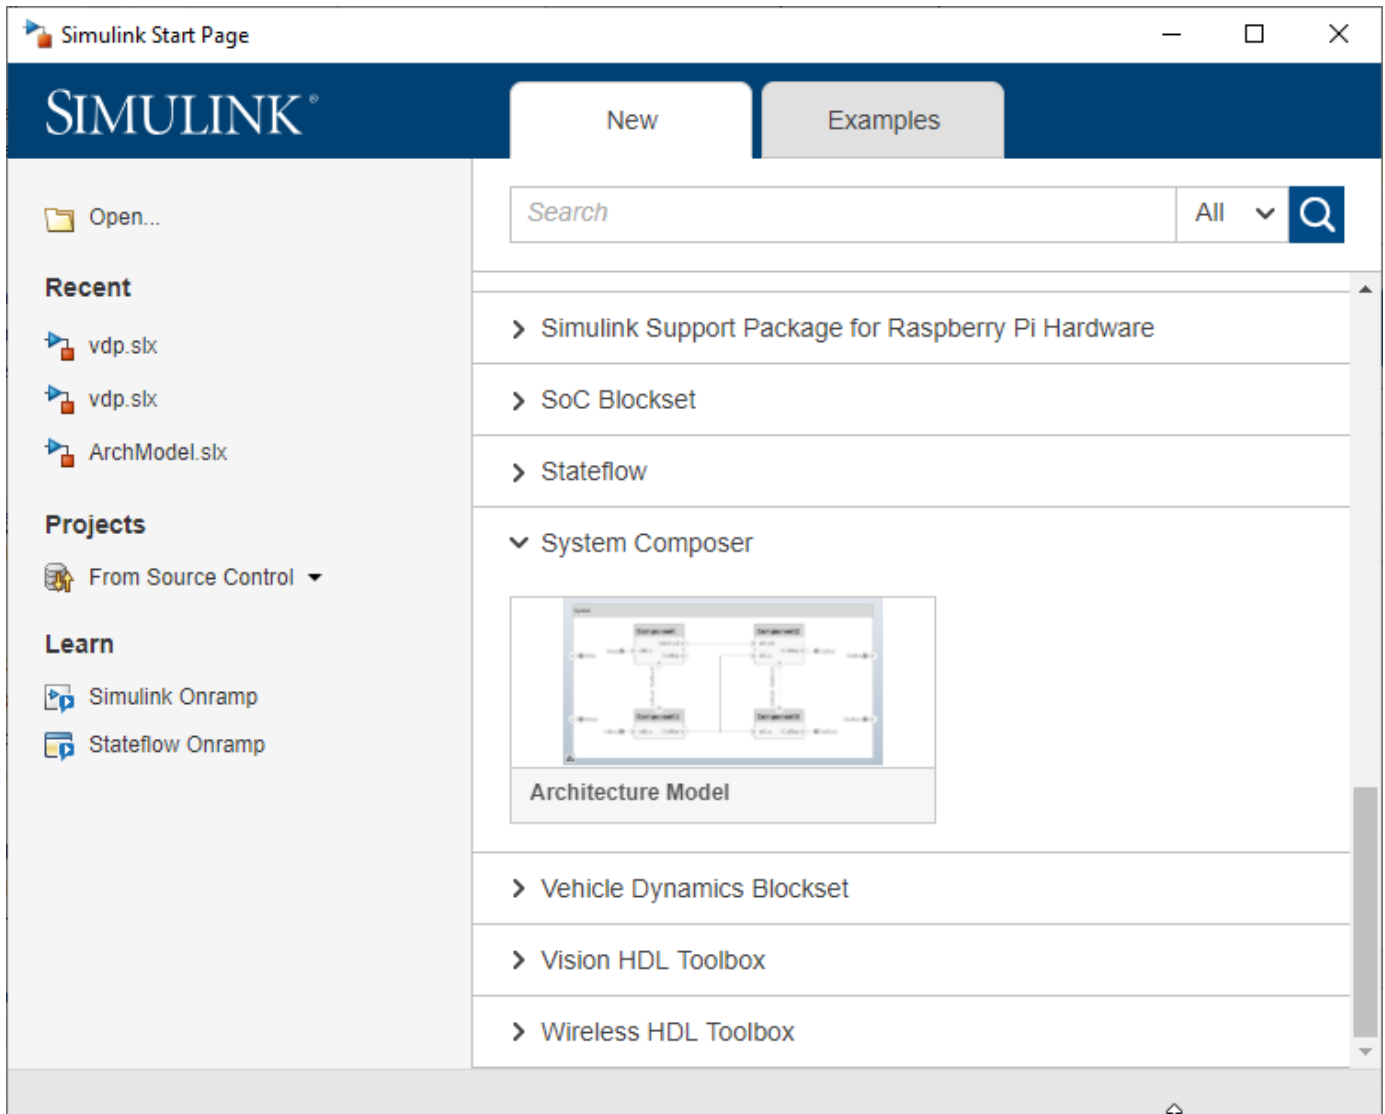 Simulink Start Page
SIMULINK®
New
Examples
Open...
Recent
vdp.slx
vdp.slx
ArchModel.slx
Projects
From Source Control
Learn
Simulink Onramp
Stateflow Onramp
Search
All
Simulink Support Package for Raspberry Pi Hardware
SoC Blockset
Stateflow
System Composer
Architecture Model
Vehicle Dynamics Blockset
Vision HDL Toolbox
Wireless HDL Toolbox